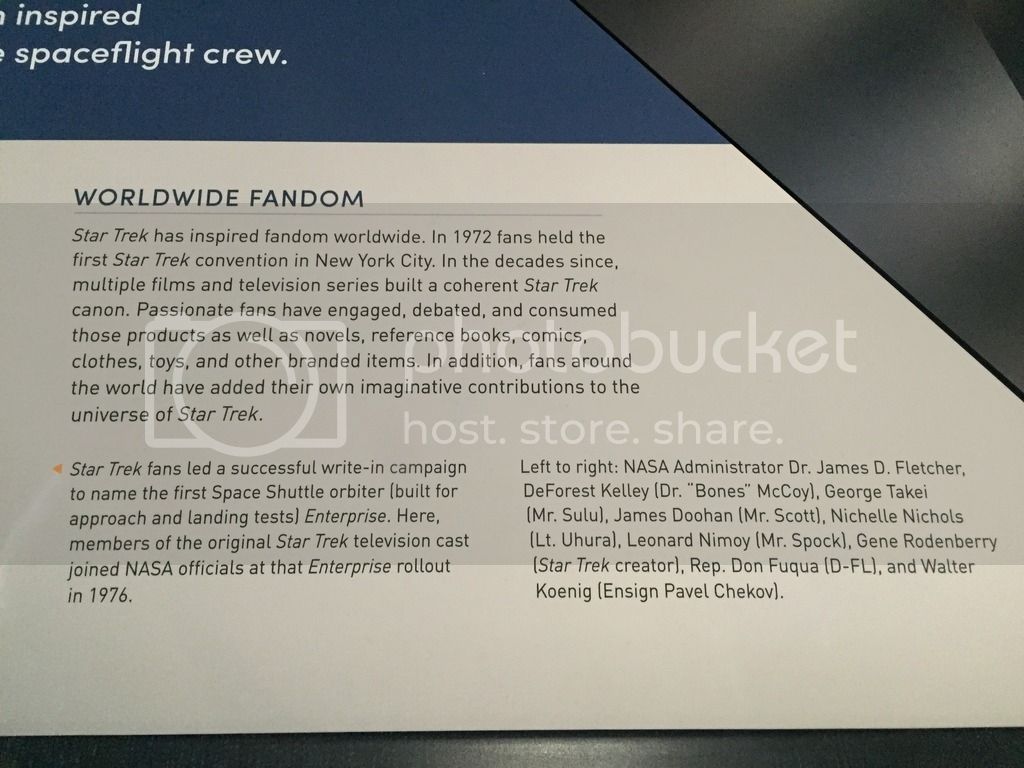 n inspired
e spaceflight crew.
WORLDWIDE FANDOM
Star Trek has inspired fandom worldwide. In 1972 fans held the
first Star Trek convention in New York City. In the decades since,
multiple films and television series built a coherent Star Trek
canon. Passionate fans have engaged, debated, and consumed
those products as well as novels, reference books, comics,
clothes, toys, and other branded items. In addition, fans around
the world have added their own imaginative contributions to the
universe of Star Trek.
Star Trek fans led a successful write-in campaign
to name the first Space Shuttle orbiter (built for
approach and landing tests) Enterprise. Here,
members of the original Star Trek television cast
joined NASA officials at that Enterprise rollout
in 1976.
Left to right: NASA Administrator Dr. James D. Fletcher,
DeForest Kelley (Dr. "Bones" McCoy), George Takei
(Mr. Sulu), James Doohan (Mr. Scott), Nichelle Nichols
(Lt. Uhura), Leonard Nimoy (Mr. Spock), Gene Rodenberry
(Star Trek creator), Rep. Don Fuqua (D-FL), and Walter
Koenig (Ensign Pavel Chekov).
photobucket
host. store. share.